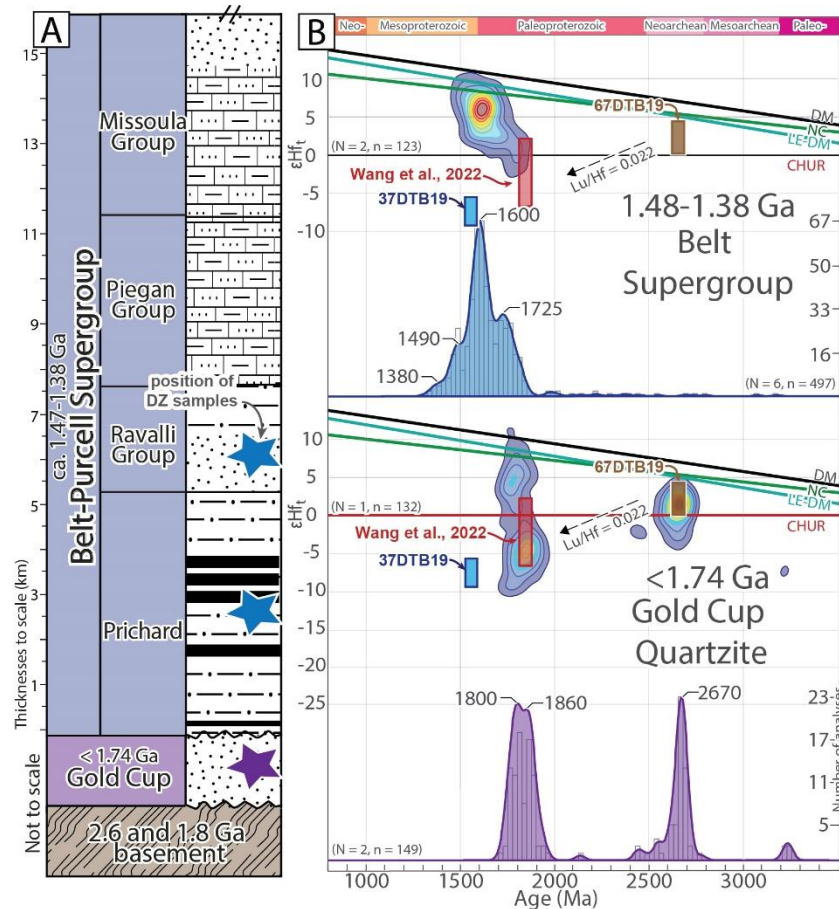 A
15
13
11
9
7
5
3
1
Thicknesses to scale (km)
Not to scale
ca. 1.47-1.38 Ga
Belt-Purcell Supergroup
Missoula
Group
Piegan
Group
position of
DZ samples
Ravalli
Group
Prichard
< 1.74 Ga
Gold Cup
2.6 and 1.8 Ga
basement
B
Neo-
Mesoproterozoic
Paleoproterozoic
Neoarchean
Mesoarchean
Paleo-
10
5
0
-5
-10
εHft
(N = 2, n = 123)
67DTB19
DM
NC
LE-DM
CHUR
Lu/Hf = 0.022
Wang et al., 2022
37DTB19
1.48-1.38 Ga
Belt
Supergroup
1600
1725
1490
1380
67
50
33
16
(N = 6, n = 497)
10
5
0
-5
-10
-15
-20
-25
εHft
(N = 1, n = 132)
67DTB19
DM
NC
LE-DM
CHUR
Lu/Hf = 0.022
Wang et al., 2022
37DTB19
<1.74 Ga
Gold Cup
Quartzite
1800
1860
2670
23
17
11
5
Number of analyses
(N = 2, n = 149)
1000
1500
2000
2500
3000
Age (Ma)